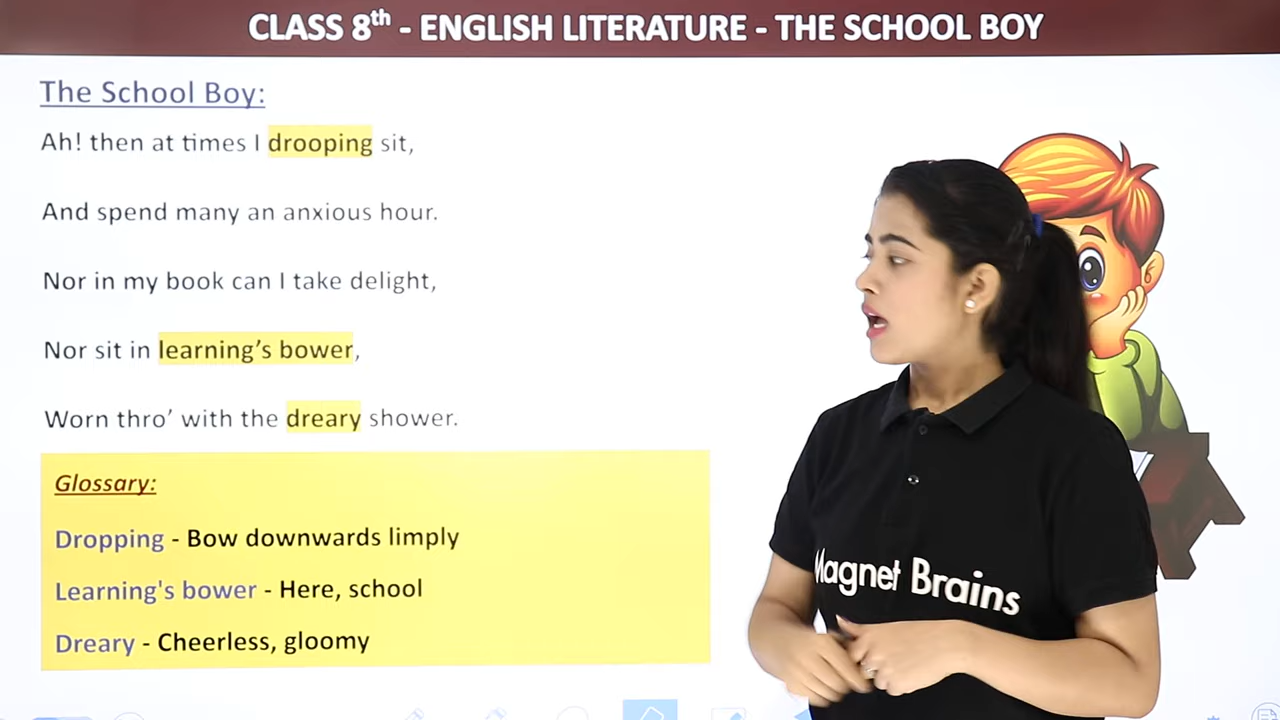 CLASS 8th - ENGLISH LITERATURE - THE SCHOOL BOY
The School Boy:
Ah! then at times I drooping sit,
And spend many an anxious hour.
Nor in my book can I take delight,
Nor sit in learning’s bower,
Worn thro’ with the dreary shower.
Glossary:
Dropping - Bow downwards limply
Learning's bower - Here, school
Dreary - Cheerless, gloomy
Magnet Brains